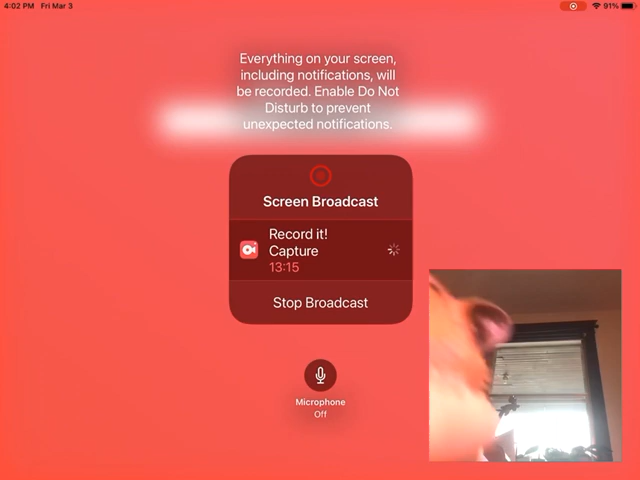 4:02 PM Fri Mar 3 91%
Everything on your screen,
including notifications, will
be recorded. Enable Do Not
Disturb to prevent
unexpected notifications.
Screen Broadcast
Record it!
Capture
13:15
Stop Broadcast
Microphone
Off